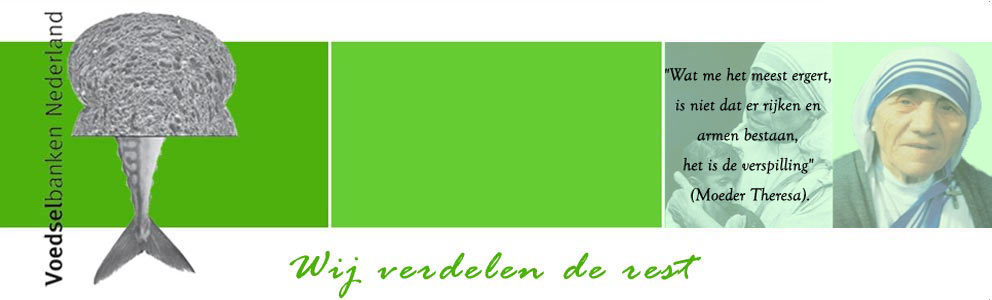 Voedselbanken Nederland
"Wat me het meest ergert,
is niet dat er rijken en
armen bestaan,
het is de verspilling"
(Moeder Theresa).
Wij verdelen de rest